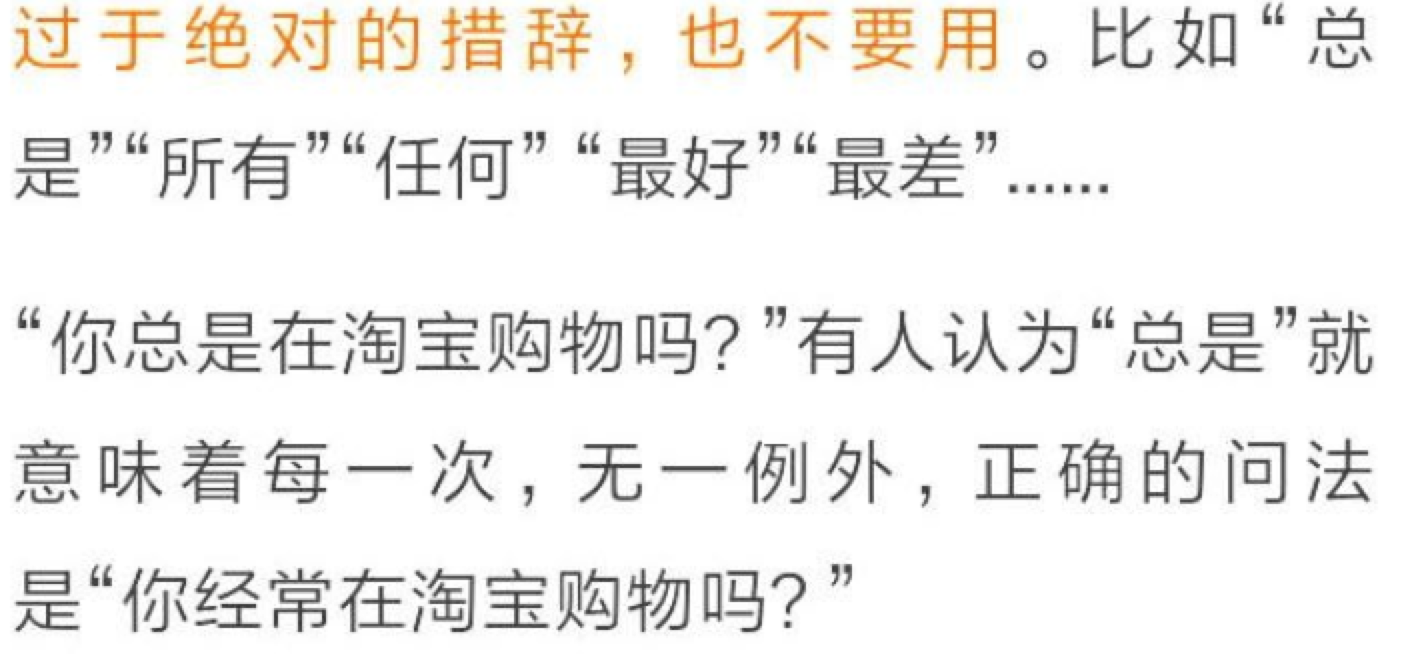 过于绝对的措辞，也不要用。比如“总
是”“所有”“任何” “最好”“最差”......
“你总是在淘宝购物吗？”有人认为“总是”就
意味着每一次，无一例外，正确的问法
是“你经常在淘宝购物吗？”